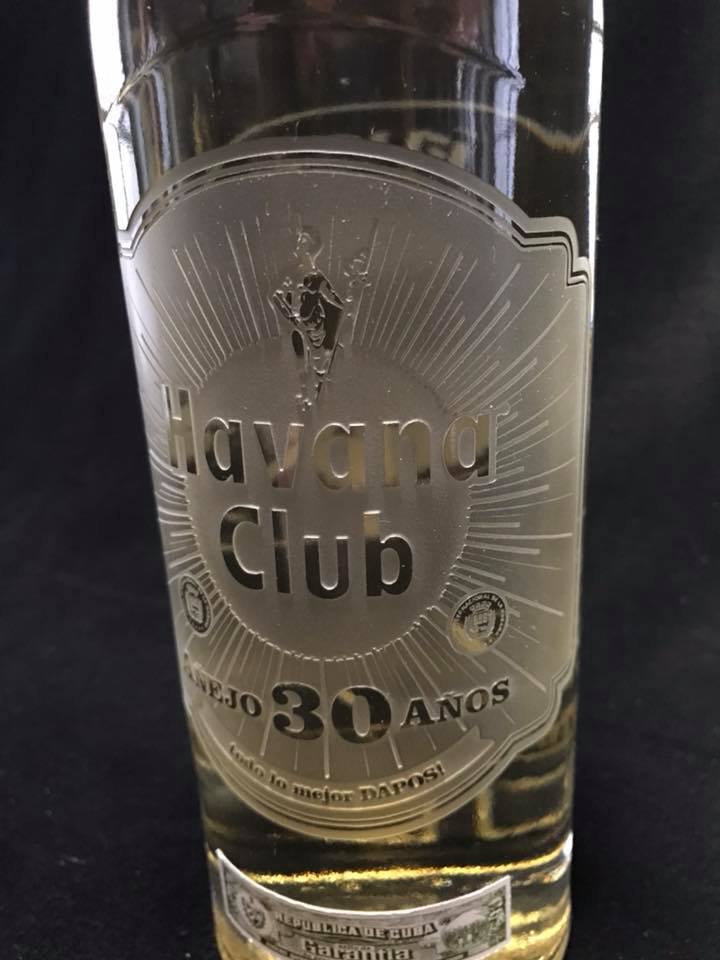 Havana
Club
AÑEJO 30 AÑOS
todo lo mejor DAPOS!
REPUBLICA DE CUBA
Garantia